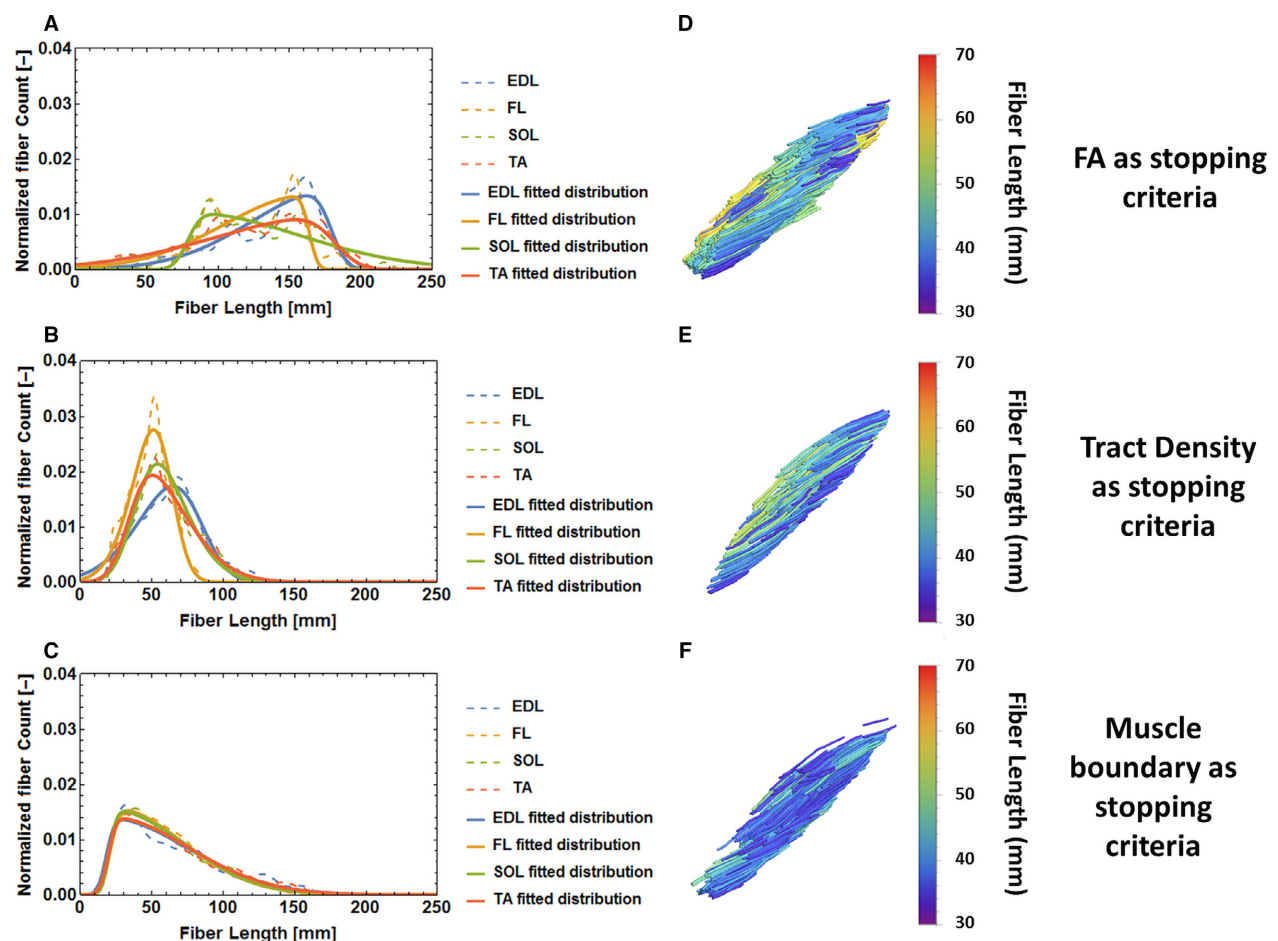 A
0.04
0.03
0.02
0.01
0.00
0 50 100 150 200 250
Normalized fiber Count [–]
Fiber Length [mm]
EDL
FL
SOL
TA
EDL fitted distribution
FL fitted distribution
SOL fitted distribution
TA fitted distribution
D
70
60
50
40
30
Fiber Length (mm)
FA as stopping
criteria
B
0.04
0.03
0.02
0.01
0.00
0 50 100 150 200 250
Normalized fiber Count [–]
Fiber Length [mm]
EDL
FL
SOL
TA
EDL fitted distribution
FL fitted distribution
SOL fitted distribution
TA fitted distribution
E
70
60
50
40
30
Fiber Length (mm)
Tract Density
as stopping
criteria
C
0.04
0.03
0.02
0.01
0.00
0 50 100 150 200 250
Normalized fiber Count [–]
Fiber Length [mm]
EDL
FL
SOL
TA
EDL fitted distribution
FL fitted distribution
SOL fitted distribution
TA fitted distribution
F
70
60
50
40
30
Fiber Length (mm)
Muscle
boundary as
stopping
criteria